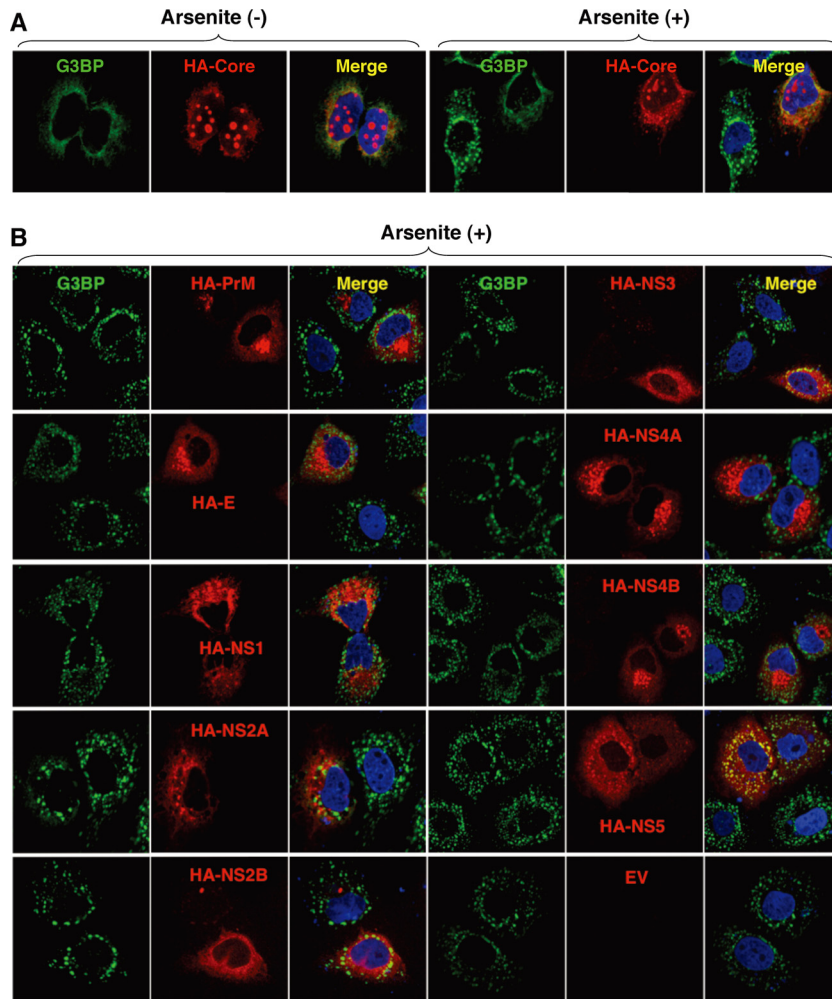 A
Arsenite (-) Arsenite (+)
G3BP HA-Core Merge G3BP HA-Core Merge
B
Arsenite (+)
G3BP HA-PrM Merge G3BP HA-NS3 Merge
HA-E HA-NS4A
HA-NS1 HA-NS4B
HA-NS2A HA-NS5
HA-NS2B EV